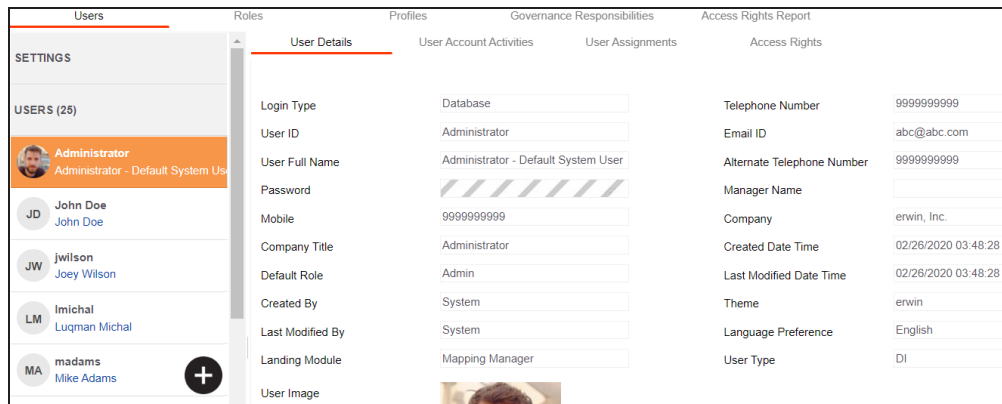 Users Roles Profiles Governance Responsibilities Access Rights Report
User Details User Account Activities User Assignments Access Rights
SETTINGS
USERS (25)
Administrator
Administrator - Default System Us
JD John Doe
John Doe
JW jwilson
Joey Wilson
LM lmichal
Luqman Michal
MA madams
Mike Adams
Login Type Database Telephone Number 9999999999
User ID Administrator Email ID abc@abc.com
User Full Name Administrator - Default System User Alternate Telephone Number 9999999999
Password Manager Name
Mobile 9999999999 Company erwin, Inc.
Company Title Administrator Created Date Time 02/26/2020 03:48:28
Default Role Admin Last Modified Date Time 02/26/2020 03:48:28
Created By System Theme erwin
Last Modified By System Language Preference English
Landing Module Mapping Manager User Type DI
User Image